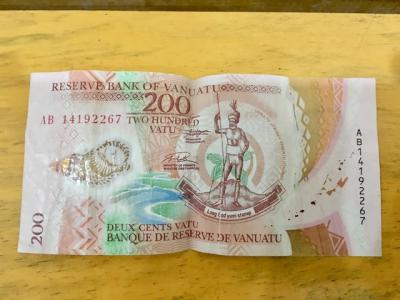 RESERVE BANK OF VANUATU
200
AB 14192267
TWO HUNDRED
VATU
AB14192267
Long God yumi stanap
200
DEUX CENTS VATU
BANQUE DE RESERVE DE VANUATU